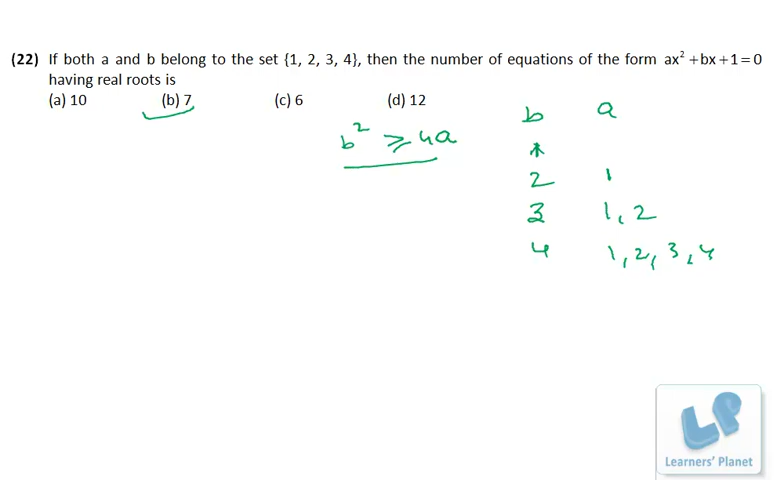 (22) If both a and b belong to the set {1, 2, 3, 4}, then the number of equations of the form ax² + bx + 1 = 0
having real roots is
(a) 10 (b) 7 (c) 6 (d) 12
b a
b² ≥ 4a
2 1
3 1, 2
4 1, 2, 3, 4
LP
Learners' Planet